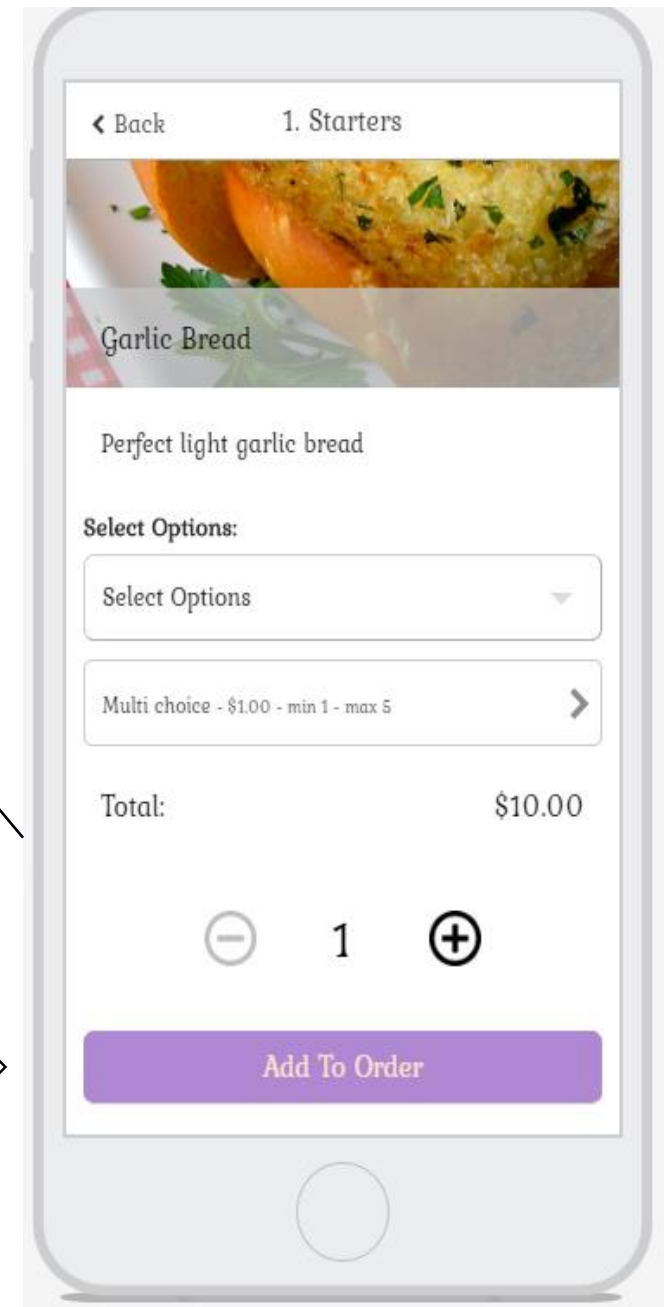 Back 1. Starters
Garlic Bread
Perfect light garlic bread
Select Options:
Select Options
Multi choice - $1.00 - min 1 - max 5
Total: $10.00
1
Add To Order